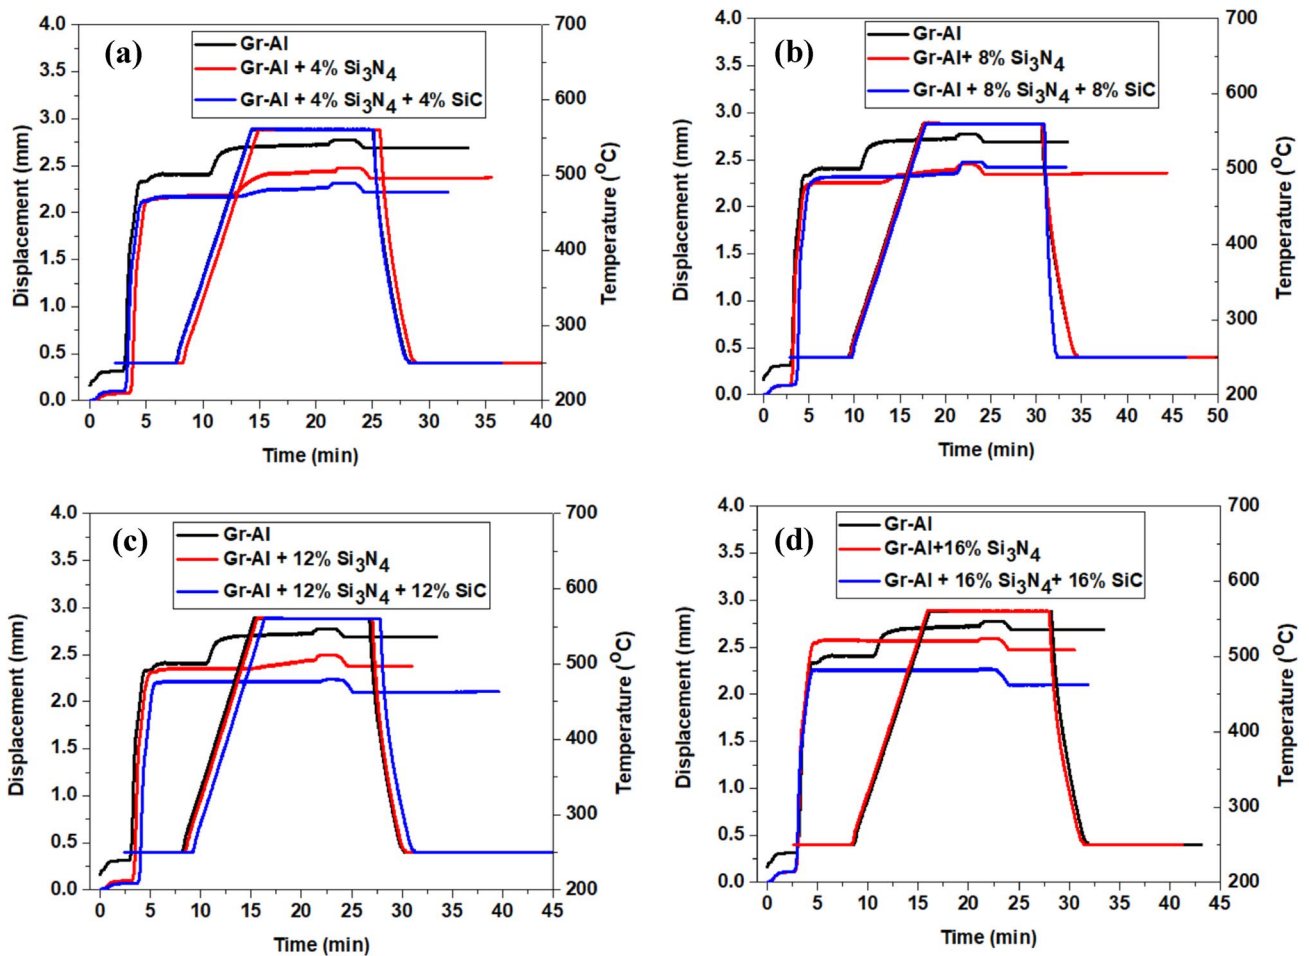 (a)
Gr-Al
Gr-Al + 4% Si₃N₄
Gr-Al + 4% Si₃N₄ + 4% SiC
4.0
3.5
3.0
2.5
2.0
1.5
1.0
0.5
0.0
Displacement (mm)
700
600
500
400
300
200
Temperature (°C)
0 5 10 15 20 25 30 35 40
Time (min)
(b)
Gr-Al
Gr-Al+ 8% Si₃N₄
Gr-Al + 8% Si₃N₄ + 8% SiC
4.0
3.5
3.0
2.5
2.0
1.5
1.0
0.5
0.0
Displacement (mm)
700
600
500
400
300
200
Temperature (°C)
0 5 10 15 20 25 30 35 40 45 50
Time (min)
(c)
Gr-Al
Gr-Al + 12% Si₃N₄
Gr-Al + 12% Si₃N₄ + 12% SiC
4.0
3.5
3.0
2.5
2.0
1.5
1.0
0.5
0.0
Displacement (mm)
700
600
500
400
300
200
Temperature (°C)
0 5 10 15 20 25 30 35 40 45
Time (min)
(d)
Gr-Al
Gr-Al+16% Si₃N₄
Gr-Al + 16% Si₃N₄+ 16% SiC
4.0
3.5
3.0
2.5
2.0
1.5
1.0
0.5
0.0
Displacement (mm)
700
600
500
400
300
200
Temperature (°C)
0 5 10 15 20 25 30 35 40 45
Time (min)